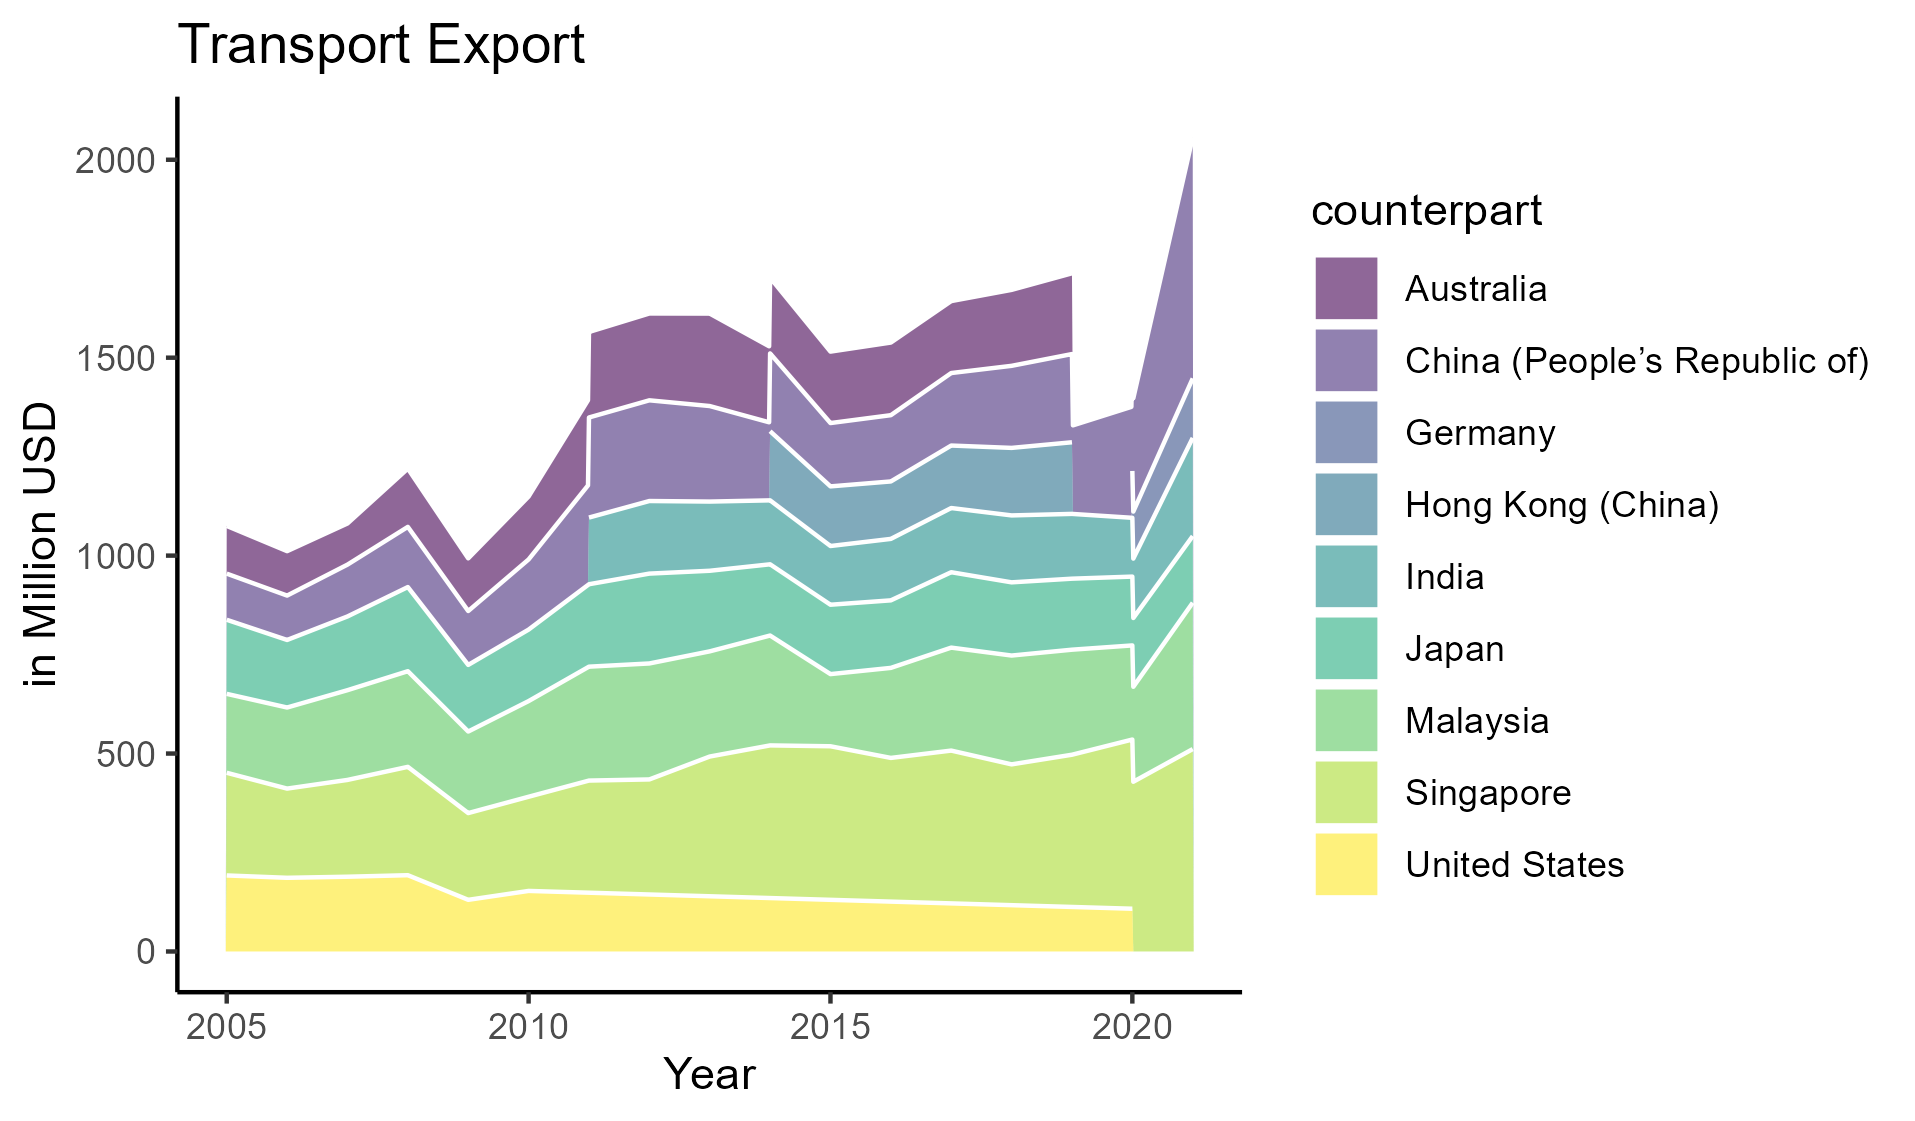 Transport Export
in Million USD
2000
1500
1000
500
0
2005
2010
2015
2020
Year
counterpart
Australia
China (People’s Republic of)
Germany
Hong Kong (China)
India
Japan
Malaysia
Singapore
United States